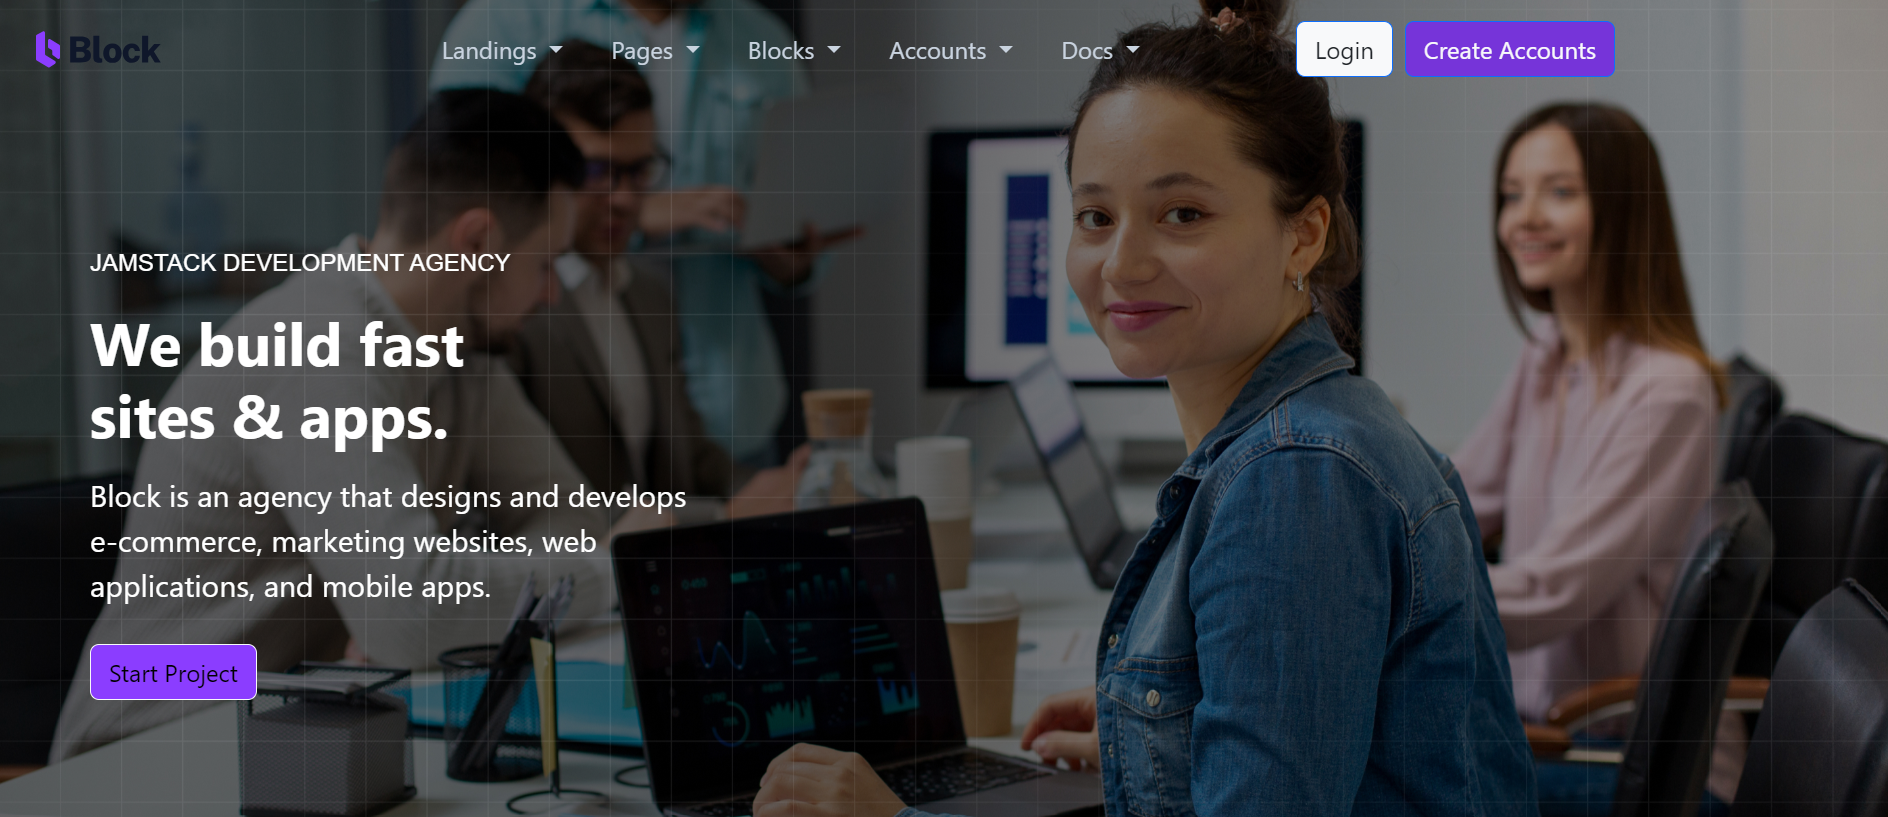 Block
Landings Pages Blocks Accounts Docs Login Create Accounts
JAMSTACK DEVELOPMENT AGENCY
We build fast
sites & apps.
Block is an agency that designs and develops
e-commerce, marketing websites, web
applications, and mobile apps.
Start Project